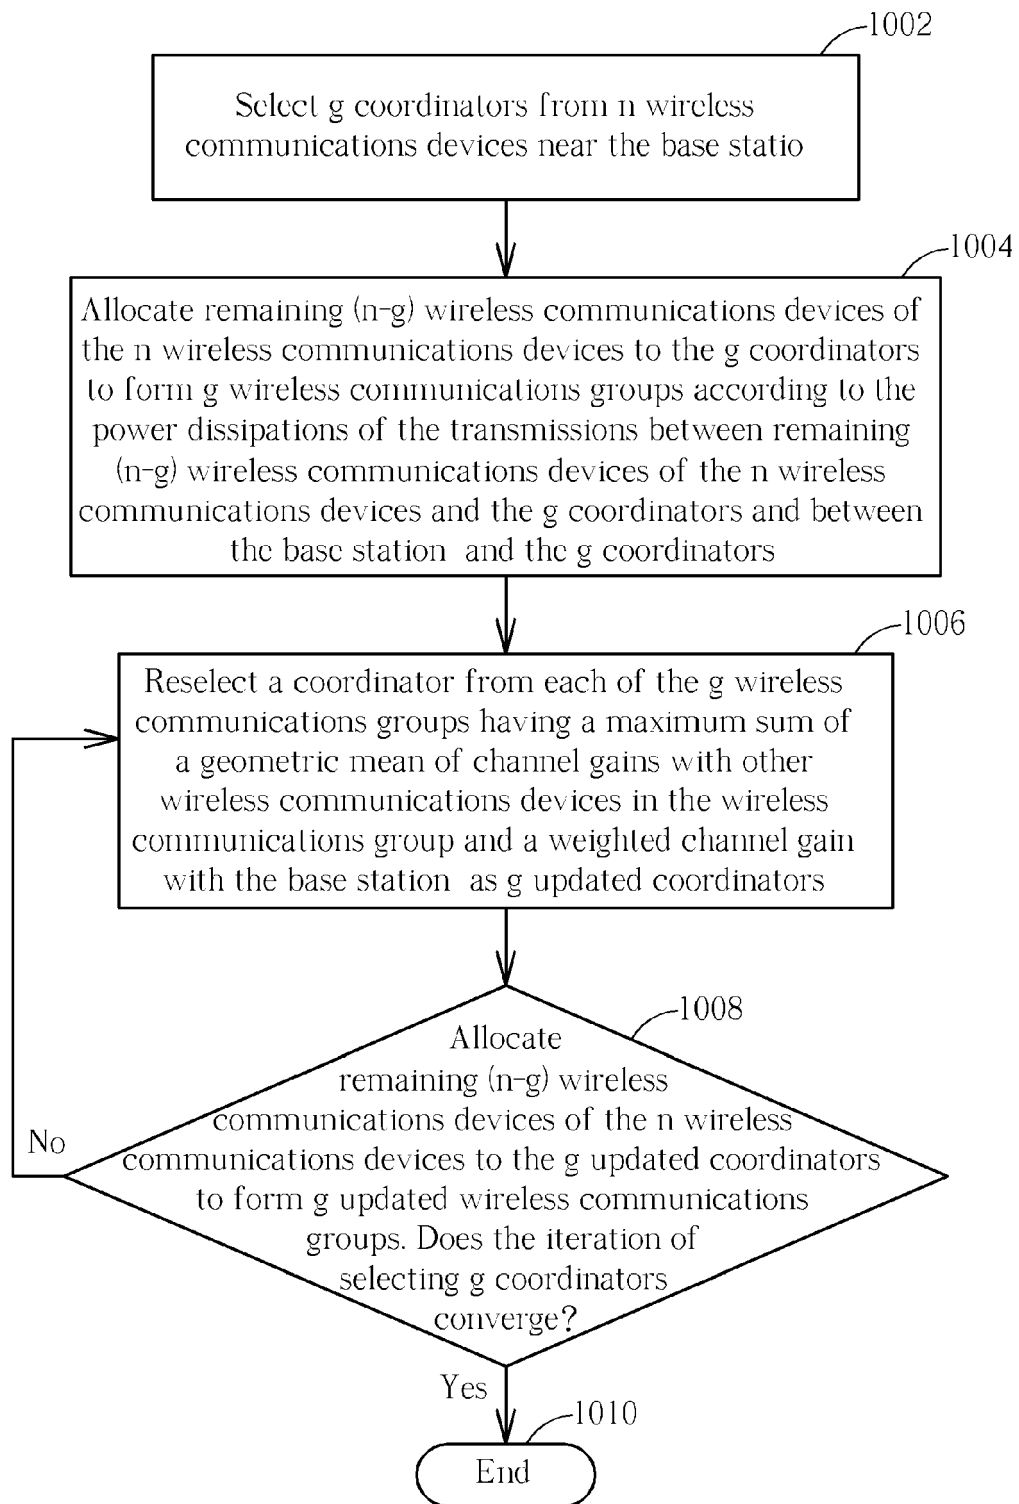 1002
Select g coordinators from n wireless
communications devices near the base statio
1004
Allocate remaining (n-g) wireless communications devices of
the n wireless communications devices to the g coordinators
to form g wireless communications groups according to the
power dissipations of the transmissions between remaining
(n-g) wireless communications devices of the n wireless
communications devices and the g coordinators and between
the base station and the g coordinators
1006
Reselect a coordinator from each of the g wireless
communications groups having a maximum sum of
a geometric mean of channel gains with other
wireless communications devices in the wireless
communications group and a weighted channel gain
with the base station as g updated coordinators
1008
Allocate
remaining (n-g) wireless
communications devices of the n wireless
communications devices to the g updated coordinators
to form g updated wireless communications
groups. Does the iteration of
selecting g coordinators
converge?
No
Yes
1010
End